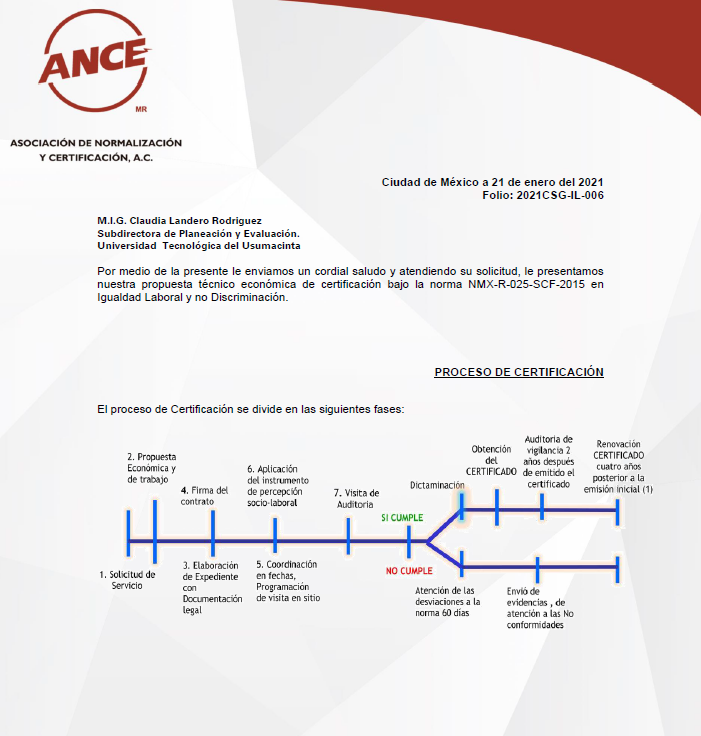 ANCE
MR
ASOCIACIÓN DE NORMALIZACIÓN
Y CERTIFICACIÓN, A.C.
Ciudad de México a 21 de enero del 2021
Folio: 2021CSG-IL-006
M.I.G. Claudia Landero Rodriguez
Subdirectora de Planeación y Evaluación.
Universidad Tecnológica del Usumacinta
Por medio de la presente le enviamos un cordial saludo y atendiendo su solicitud, le presentamos
nuestra propuesta técnico económica de certificación bajo la norma NMX-R-025-SCF-2015 en
Igualdad Laboral y no Discriminación.
PROCESO DE CERTIFICACIÓN
El proceso de Certificación se divide en las siguientes fases:
1. Solicitud de
Servicio
2. Propuesta
Económica y
de trabajo
3. Elaboración
de Expediente
con
Documentación
legal
4. Firma del
contrato
5. Coordinación
en fechas,
Programación
de visita en sitio
6. Aplicación
del instrumento
de percepción
socio-laboral
7. Visita de
Auditoria
SI CUMPLE
Dictaminación
Obtención
del
CERTIFICADO
Auditoria de
vigilancia 2
años después
de emitido el
certificado
Renovación
CERTIFICADO
cuatro años
posterior a la
emisión inicial (1)
NO CUMPLE
Atención de las
desviaciones a la
norma 60 días
Envió de
evidencias , de
atención a las No
conformidades